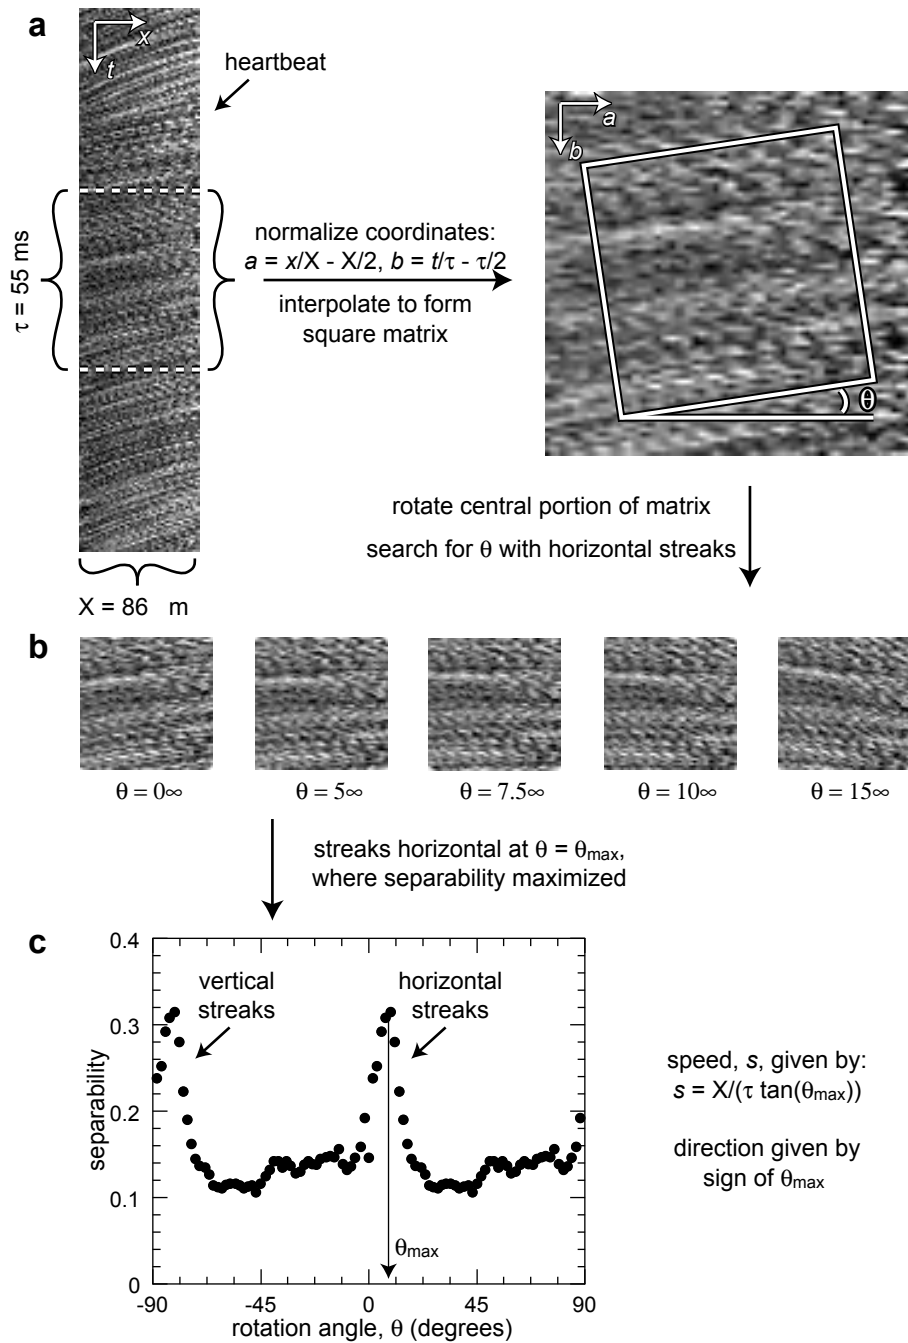 a
x
t
heartbeat
τ = 55 ms
X = 86 m
normalize coordinates:
a = x/X - X/2, b = t/τ - τ/2
interpolate to form
square matrix
a
b
θ
rotate central portion of matrix
search for θ with horizontal streaks
b
θ = 0∞
θ = 5∞
θ = 7.5∞
θ = 10∞
θ = 15∞
streaks horizontal at θ = θmax,
where separability maximized
c
separability
0.4
0.3
0.2
0.1
0
vertical
streaks
horizontal
streaks
θmax
-90
-45
0
45
90
rotation angle, θ (degrees)
speed, s, given by:
s = X/(τ tan(θmax))
direction given by
sign of θmax